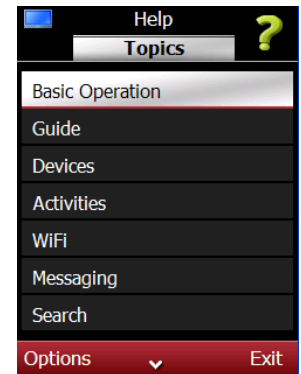 Help
Topics
Basic Operation
Guide
Devices
Activities
WiFi
Messaging
Search
Options Exit